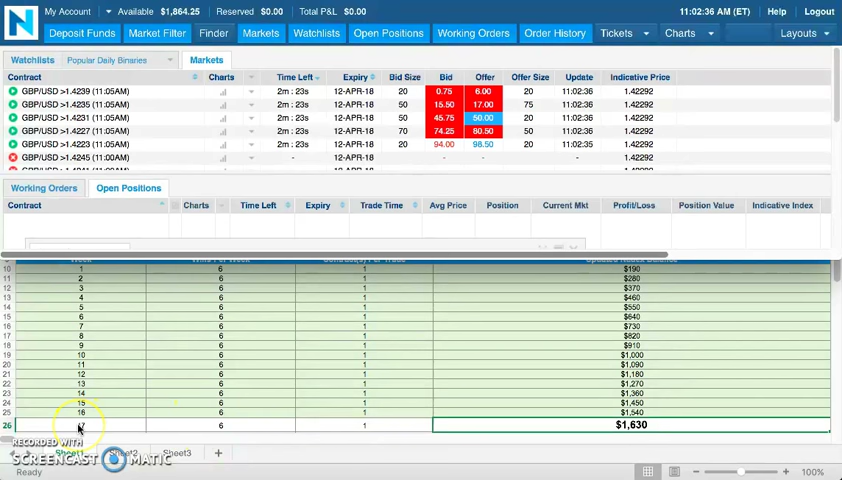 My Account Available $1,864.25 Reserved $0.00 Total P&L $0.00 11:02:36 AM (ET) Help Logout
N
Deposit Funds Market Filter Finder Markets Watchlists Open Positions Working Orders Order History Tickets Charts Layouts
Watchlists Popular Daily Binaries Markets
Contract Charts Time Left Expiry Bid Size Bid Offer Offer Size Update Indicative Price
GBP/USD >1.4239 (11:05AM) 2m : 23s 12-APR-18 20 0.75 6.00 20 11:02:36 1.42292
GBP/USD >1.4235 (11:05AM) 2m : 23s 12-APR-18 50 15.50 17.00 75 11:02:36 1.42292
GBP/USD >1.4231 (11:05AM) 2m : 23s 12-APR-18 50 45.75 50.00 20 11:02:36 1.42292
GBP/USD >1.4227 (11:05AM) 2m : 23s 12-APR-18 70 74.25 80.50 50 11:02:36 1.42292
GBP/USD >1.4223 (11:05AM) 2m : 23s 12-APR-18 20 94.00 98.50 20 11:02:35 1.42292
GBP/USD >1.4245 (11:00AM) - 12-APR-18 - - - 1.42292
Working Orders Open Positions
Contract Charts Time Left Expiry Trade Time Avg Price Position Current Mkt Profit/Loss Position Value Indicative Index
10 1 6 1 $190
11 2 6 1 $280
12 3 6 1 $370
13 4 6 1 $460
14 5 6 1 $550
15 6 6 1 $640
16 7 6 1 $730
17 8 6 1 $820
18 9 6 1 $910
19 10 6 1 $1,000
20 11 6 1 $1,090
21 12 6 1 $1,180
22 13 6 1 $1,270
23 14 6 1 $1,360
24 15 6 1 $1,450
25 16 6 1 $1,540
26 6 1 $1,630
RECORDED WITH
SCREENCAST MATIC
Sheet1 Sheet2 Sheet3 +
Ready 100%